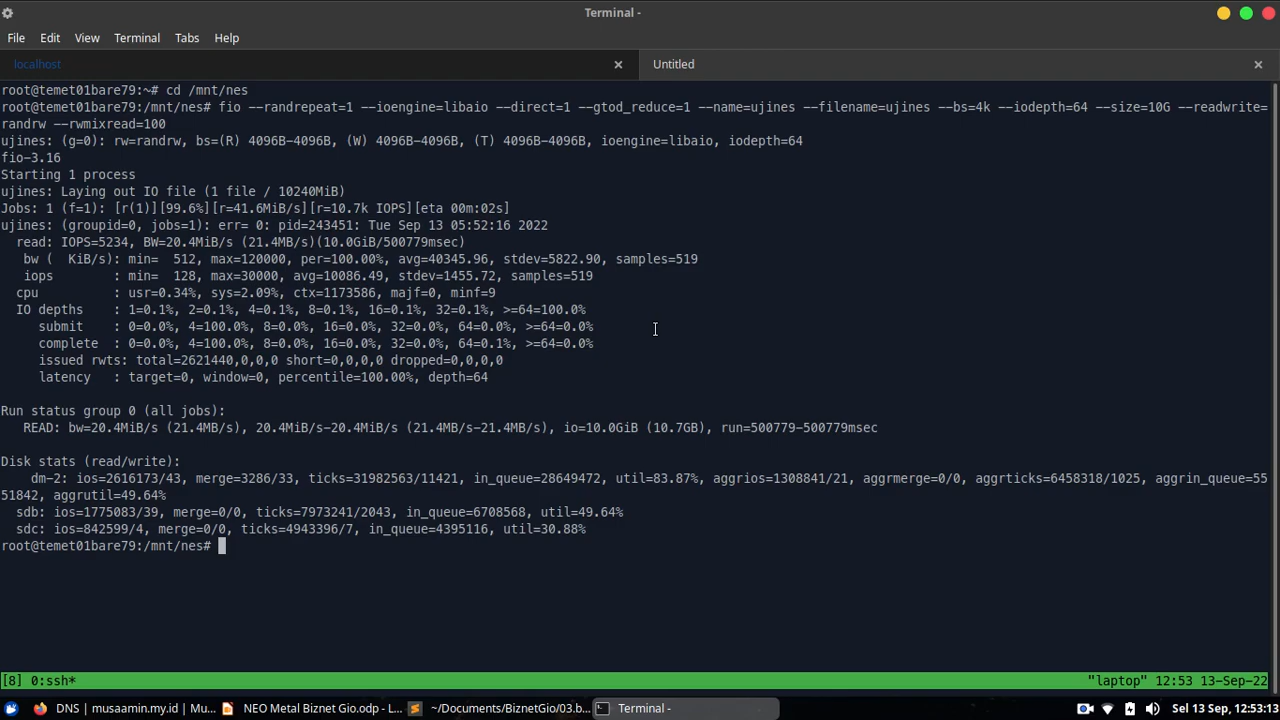 Terminal -
File Edit View Terminal Tabs Help
localhost Untitled
root@temet01bare79:~# cd /mnt/nes
root@temet01bare79:/mnt/nes# fio --randrepeat=1 --ioengine=libaio --direct=1 --gtod_reduce=1 --name=ujines --filename=ujines --bs=4k --iodepth=64 --size=10G --readwrite=
randrw --rwmixread=100
ujines: (g=0): rw=randrw, bs=(R) 4096B-4096B, (W) 4096B-4096B, (T) 4096B-4096B, ioengine=libaio, iodepth=64
fio-3.16
Starting 1 process
ujines: Laying out IO file (1 file / 10240MiB)
Jobs: 1 (f=1): [r(1)][99.6%][r=41.6MiB/s][r=10.7k IOPS][eta 00m:02s]
ujines: (groupid=0, jobs=1): err= 0: pid=243451: Tue Sep 13 05:52:16 2022
read: IOPS=5234, BW=20.4MiB/s (21.4MB/s)(10.0GiB/500779msec)
bw ( KiB/s): min= 512, max=120000, per=100.00%, avg=40345.96, stdev=5822.90, samples=519
iops : min= 128, max=30000, avg=10086.49, stdev=1455.72, samples=519
cpu : usr=0.34%, sys=2.09%, ctx=1173586, majf=0, minf=9
IO depths : 1=0.1%, 2=0.1%, 4=0.1%, 8=0.1%, 16=0.1%, 32=0.1%, >=64=100.0%
submit : 0=0.0%, 4=100.0%, 8=0.0%, 16=0.0%, 32=0.0%, 64=0.0%, >=64=0.0%
complete : 0=0.0%, 4=100.0%, 8=0.0%, 16=0.0%, 32=0.0%, 64=0.1%, >=64=0.0%
issued rwts: total=2621440,0,0,0 short=0,0,0,0 dropped=0,0,0,0
latency : target=0, window=0, percentile=100.00%, depth=64
Run status group 0 (all jobs):
READ: bw=20.4MiB/s (21.4MB/s), 20.4MiB/s-20.4MiB/s (21.4MB/s-21.4MB/s), io=10.0GiB (10.7GB), run=500779-500779msec
Disk stats (read/write):
dm-2: ios=2616173/43, merge=3286/33, ticks=31982563/11421, in_queue=28649472, util=83.87%, aggrios=1308841/21, aggrmerge=0/0, aggrticks=6458318/1025, aggrin_queue=55
51842, aggrutil=49.64%
sdb: ios=1775083/39, merge=0/0, ticks=7973241/2043, in_queue=6708568, util=49.64%
sdc: ios=842599/4, merge=0/0, ticks=4943396/7, in_queue=4395116, util=30.88%
root@temet01bare79:/mnt/nes#
[8] 0:ssh* "laptop" 12:53 13-Sep-22
DNS | musaamin.my.id | Mu... NEO Metal Biznet Gio.odp - L... ~/Documents/BiznetGio/03.b... Terminal - Sel 13 Sep, 12:53:13